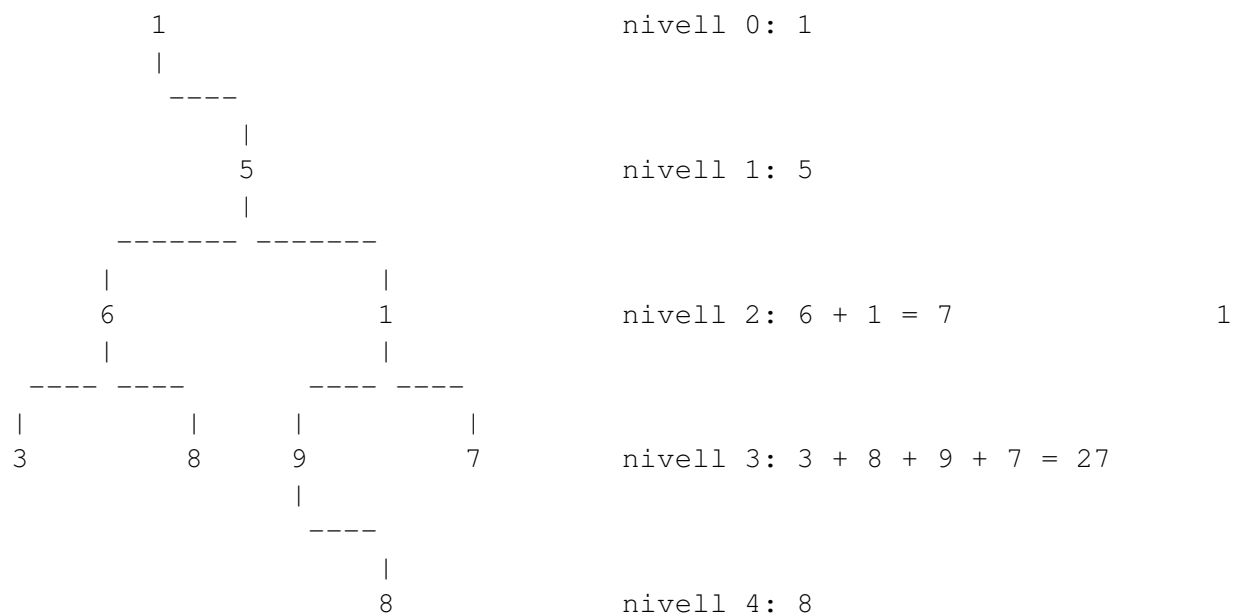 1 nivell 0: 1
5 nivell 1: 5
6 1 nivell 2: 6 + 1 = 7 1
3 8 9 7 nivell 3: 3 + 8 + 9 + 7 = 27
8 nivell 4: 8